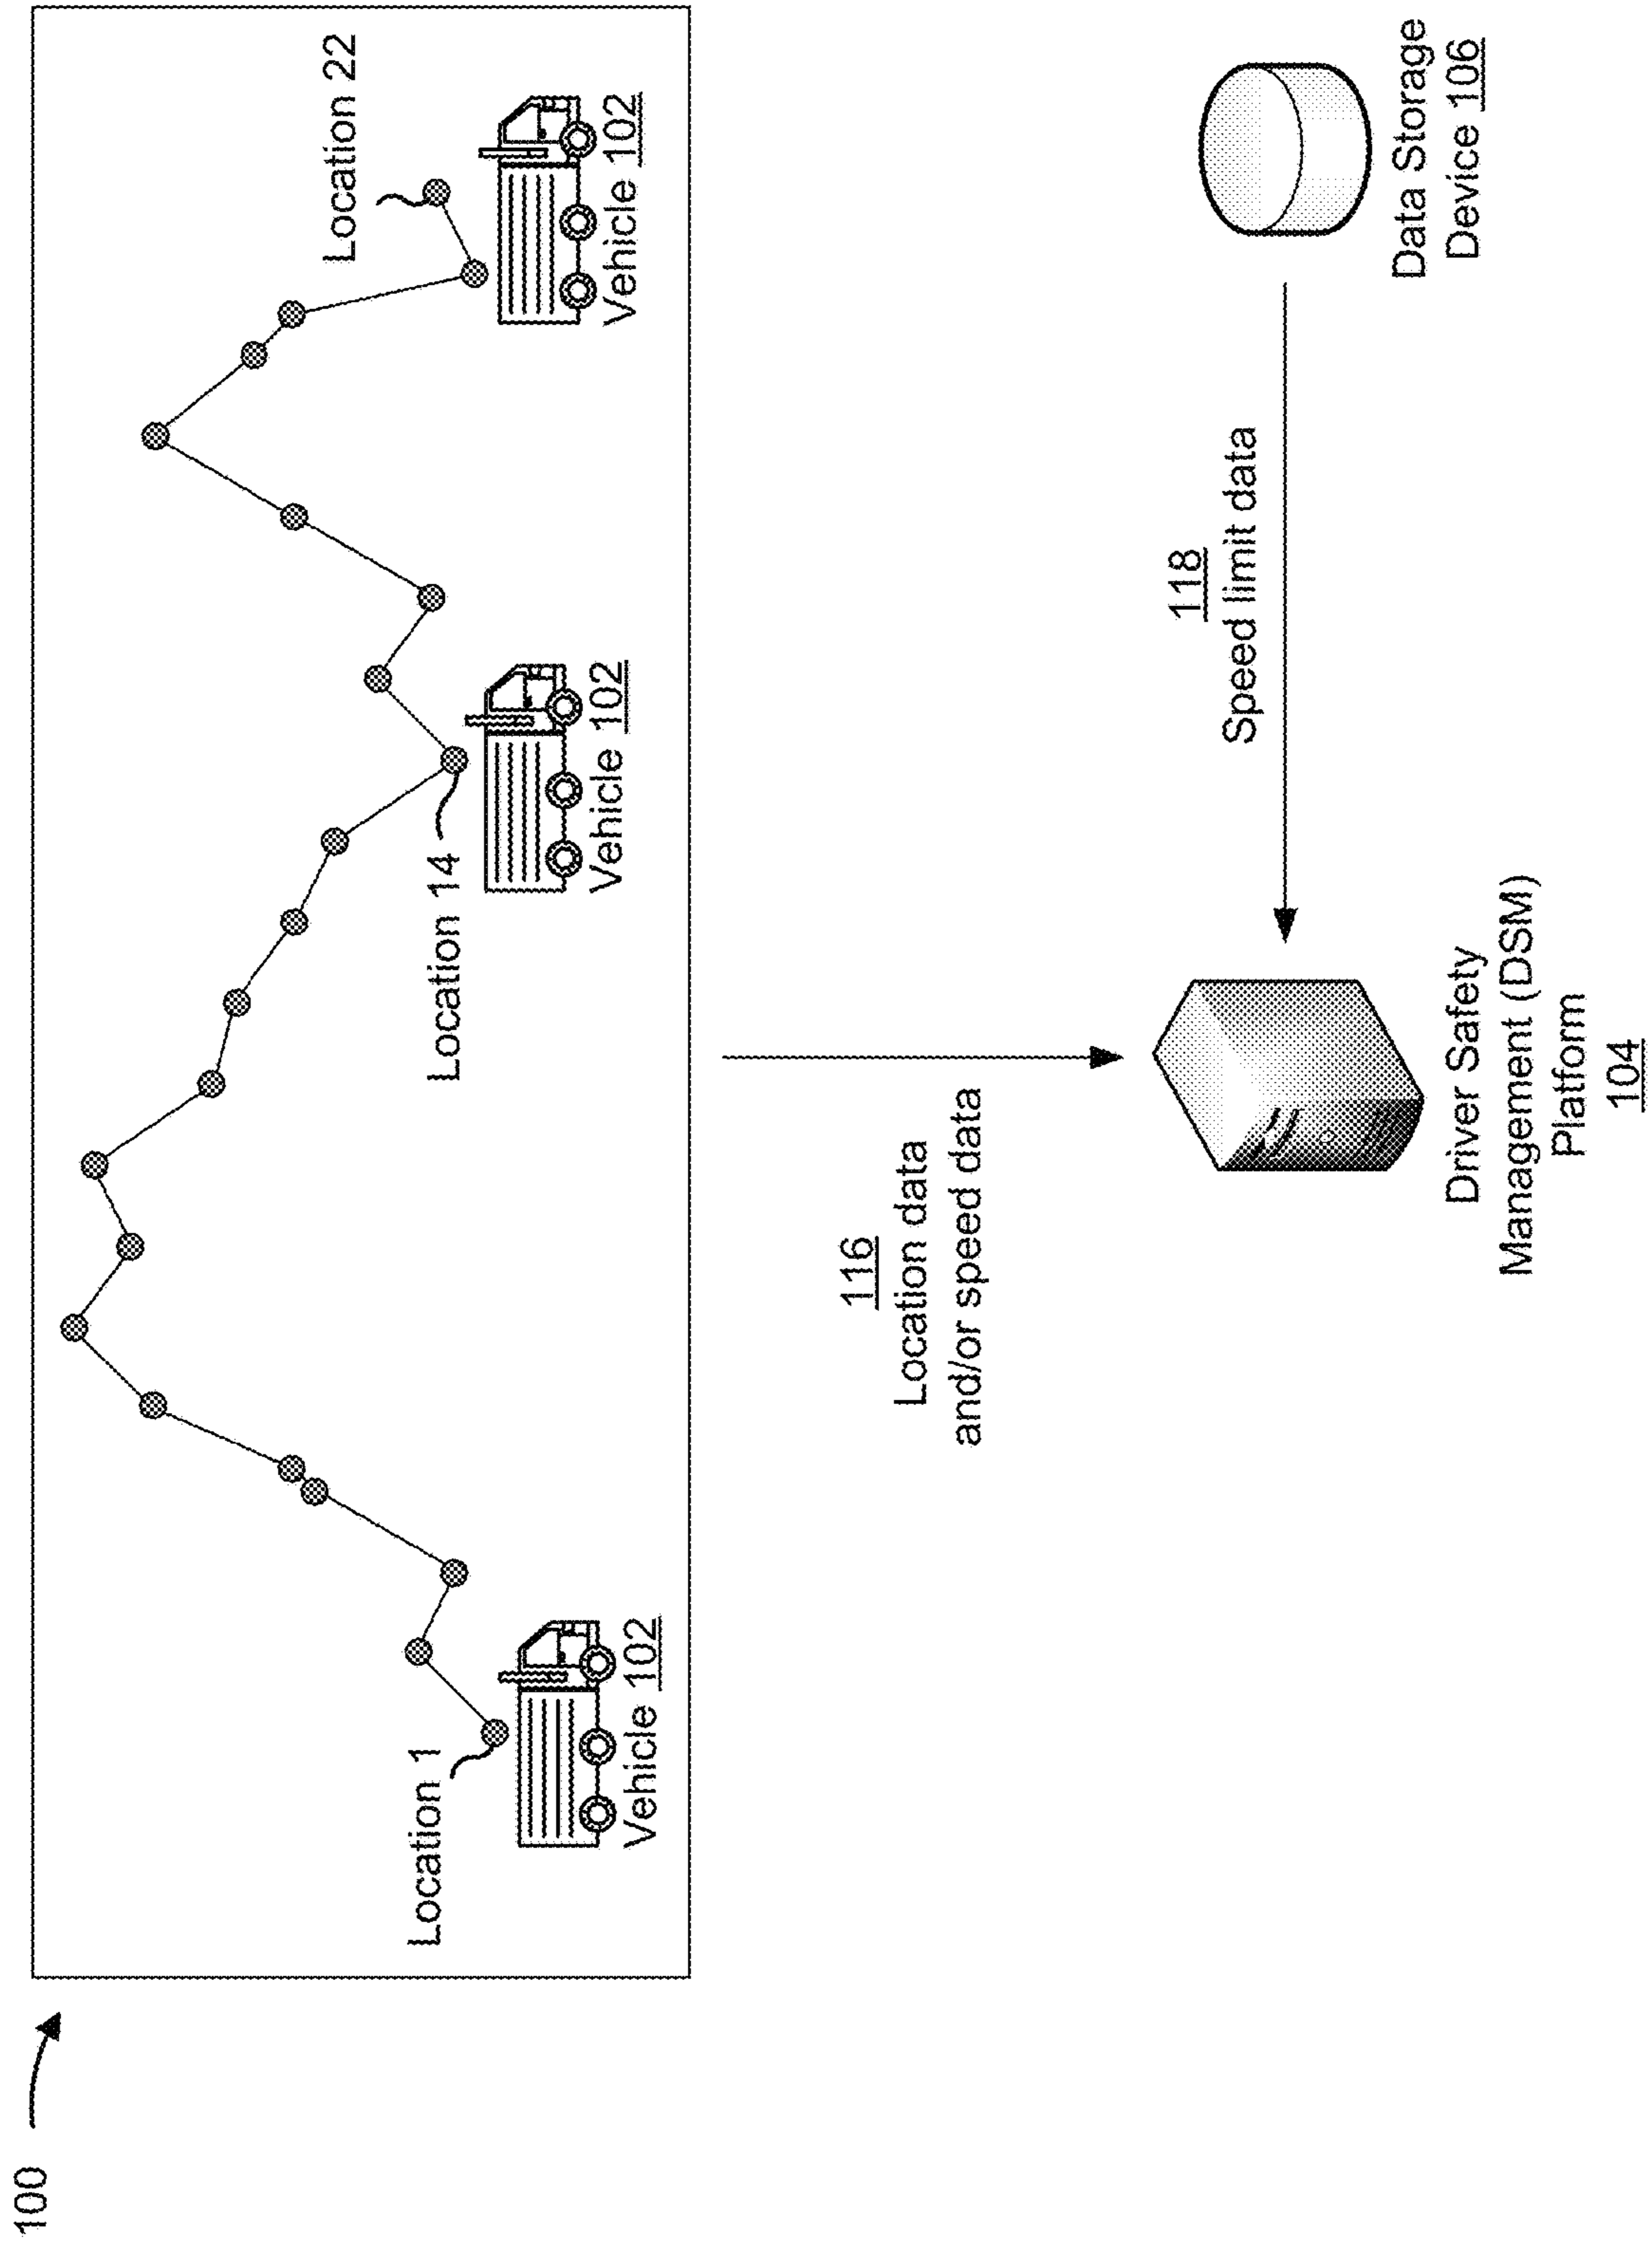 100
Location 1
Vehicle 102
Location 14
Vehicle 102
Location 22
Vehicle 102
116
Location data
and/or speed data
118
Speed limit data
Driver Safety
Management (DSM)
Platform
104
Data Storage
Device 106